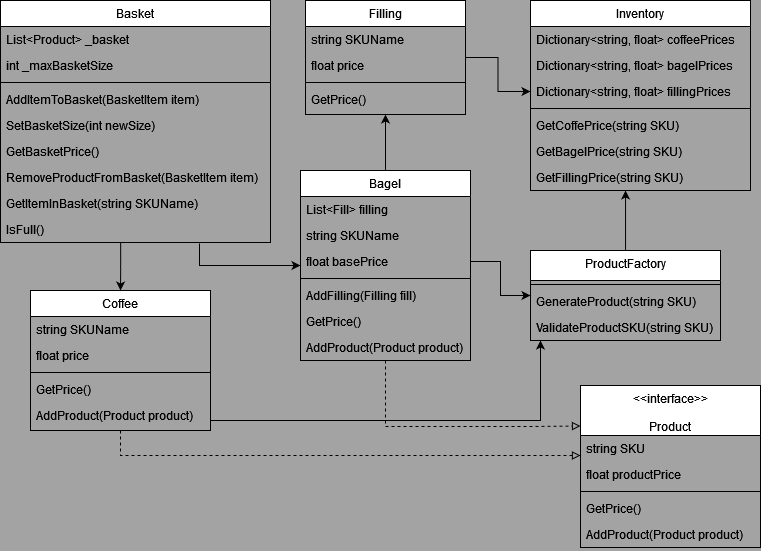 Basket
List<Product> _basket
int _maxBasketSize
AddItemToBasket(BasketItem item)
SetBasketSize(int newSize)
GetBasketPrice()
RemoveProductFromBasket(BasketItem item)
GetItemInBasket(string SKUName)
IsFull()
Filling
string SKUName
float price
GetPrice()
Inventory
Dictionary<string, float> coffeePrices
Dictionary<string, float> bagelPrices
Dictionary<string, float> fillingPrices
GetCoffePrice(string SKU)
GetBagelPrice(string SKU)
GetFillingPrice(string SKU)
Bagel
List<Fill> filling
string SKUName
float basePrice
AddFilling(Filling fill)
GetPrice()
AddProduct(Product product)
ProductFactory
GenerateProduct(string SKU)
ValidateProductSKU(string SKU)
Coffee
string SKUName
float price
GetPrice()
AddProduct(Product product)
<<interface>>
Product
string SKU
float productPrice
GetPrice()
AddProduct(Product product)